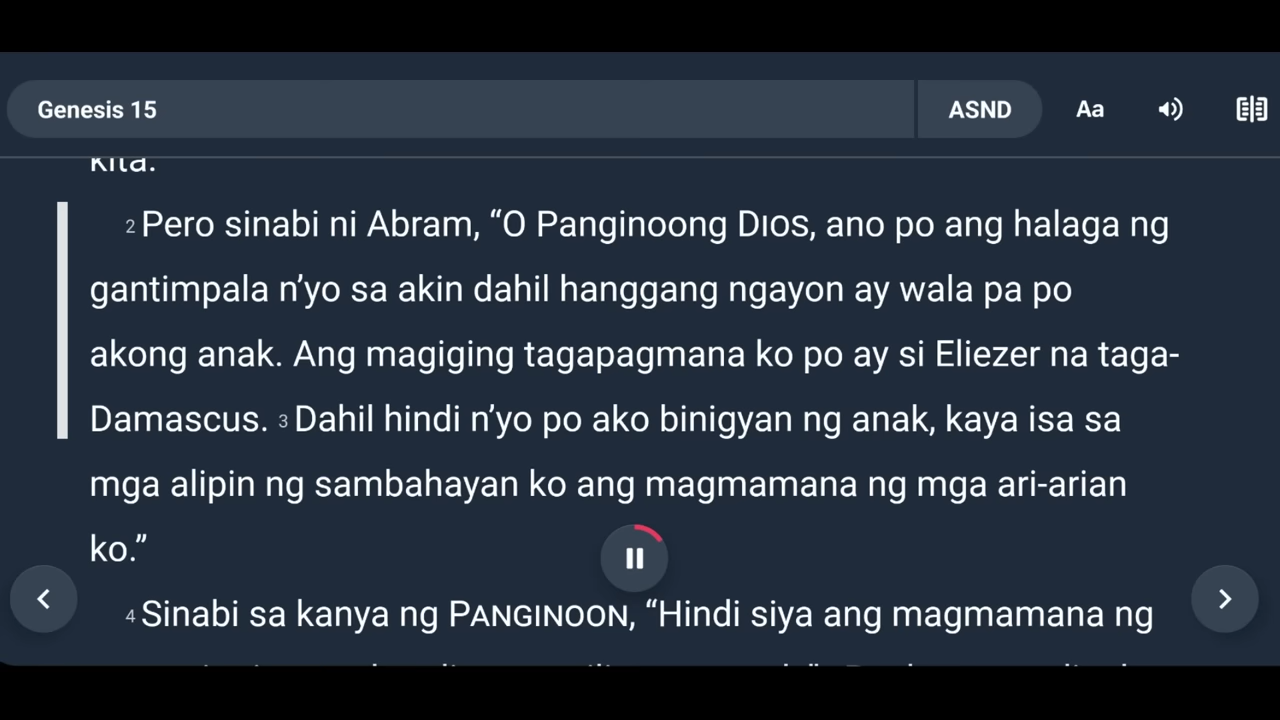 Genesis 15 ASND Aa
kita.
2 Pero sinabi ni Abram, “O Panginoong DIOS, ano po ang halaga ng
gantimpala n’yo sa akin dahil hanggang ngayon ay wala pa po
akong anak. Ang magiging tagapagmana ko po ay si Eliezer na taga-
Damascus. 3 Dahil hindi n’yo po ako binigyan ng anak, kaya isa sa
mga alipin ng sambahayan ko ang magmamana ng mga ari-arian
ko.”
4 Sinabi sa kanya ng PANGINOON, “Hindi siya ang magmamana ng